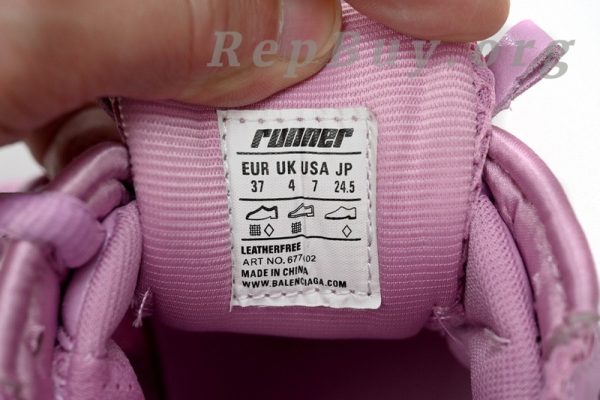 RepBuy.org
runner
EUR UK USA JP
37 4 7 24.5
LEATHERFREE
ART NO. 677402
MADE IN CHINA
WWW.BALENCIAGA.COM